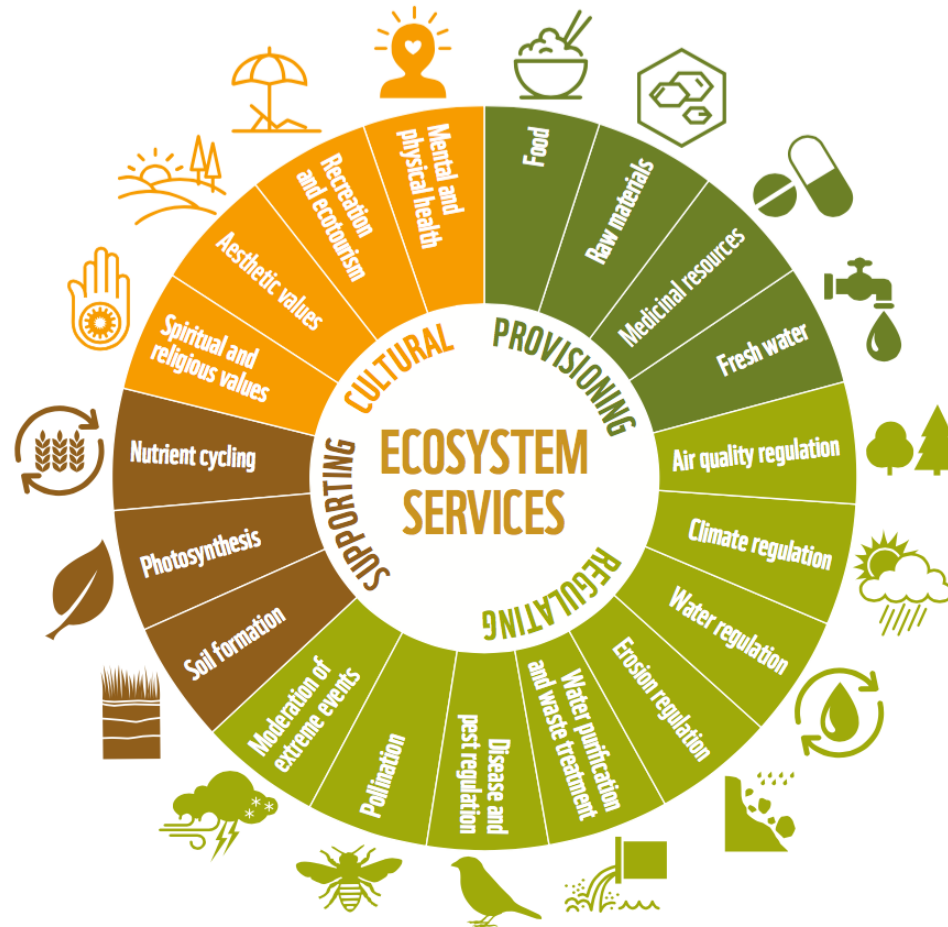 ECOSYSTEM
SERVICES
PROVISIONING
Food
Raw materials
Medicinal resources
Fresh water
REGULATING
Air quality regulation
Climate regulation
Water regulation
Erosion regulation
Water purification
and waste treatment
Disease and
pest regulation
Pollination
Moderation of
extreme events
SUPPORTING
Soil formation
Photosynthesis
Nutrient cycling
CULTURAL
Spiritual and
religious values
Aesthetic values
Recreation
and ecotourism
Mental and
physical health